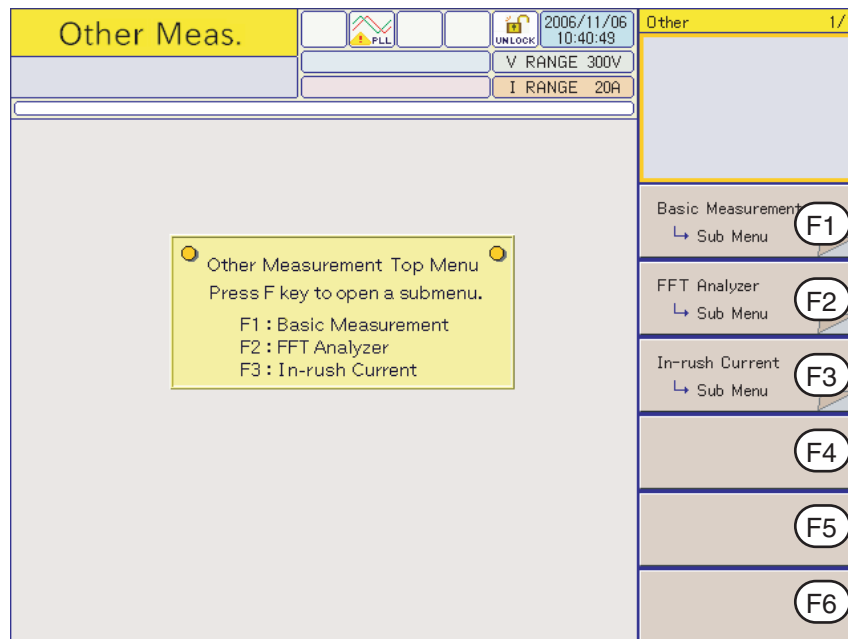 Other Meas.
PLL
UNLOCK
2006/11/06
10:40:49
V RANGE 300V
I RANGE 20A
Other 1/
Other Measurement Top Menu
Press F key to open a submenu.
F1 : Basic Measurement
F2 : FFT Analyzer
F3 : In-rush Current
Basic Measurement
Sub Menu
F1
FFT Analyzer
Sub Menu
F2
In-rush Current
Sub Menu
F3
F4
F5
F6